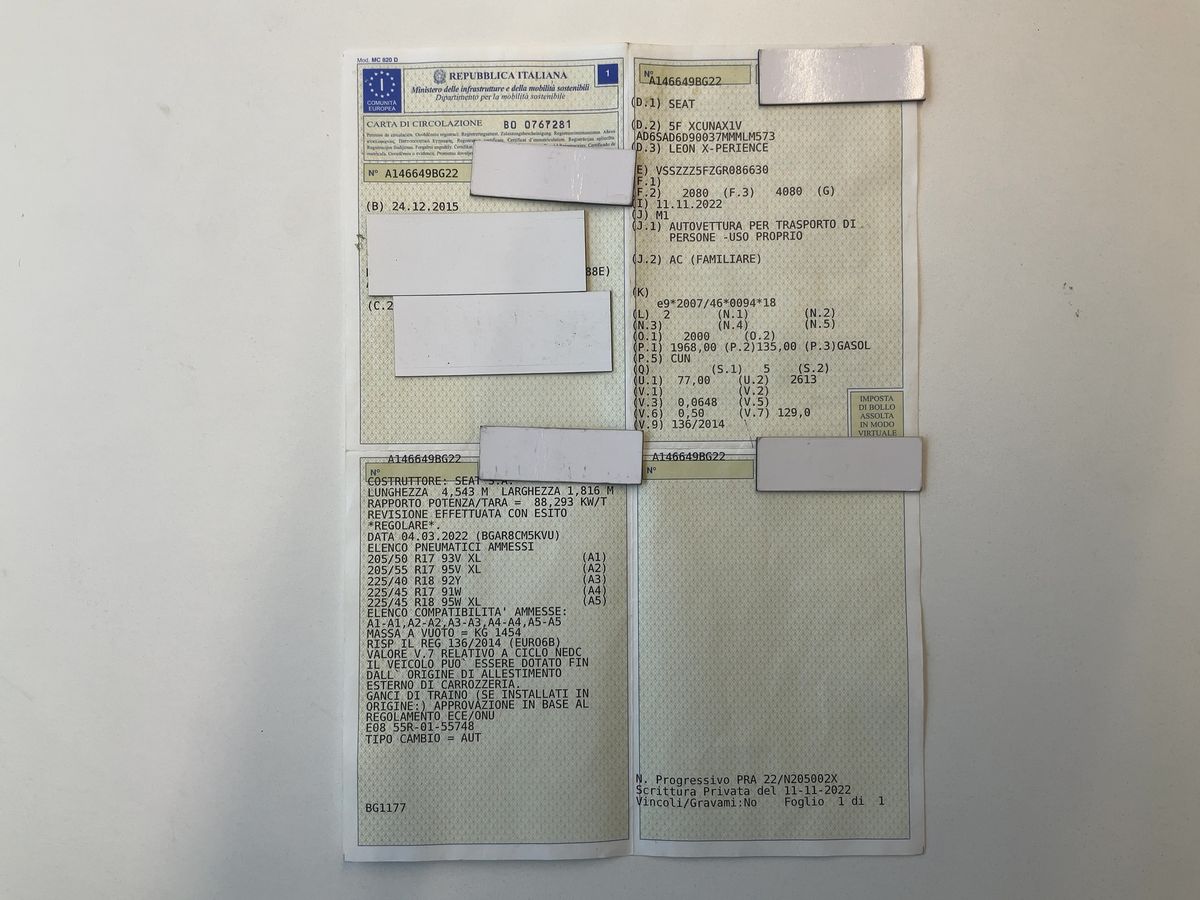 Mod. MC 820 D
REPUBBLICA ITALIANA
1
Ministero delle infrastrutture e della mobilità sostenibili
Dipartimento per la mobilità sostenibile
COMUNITÀ
EUROPEA
CARTA DI CIRCOLAZIONE BO 0767281
N° A146649BG22
(B) 24.12.2015
B8E)
(C.2
N°
A146649BG22
(D.1) SEAT
(D.2) 5F XCUNAX1V
AD6SAD6D90037MMMLM573
(D.3) LEON X-PERIENCE
E) VSSZZZ5FZGR086630
F.1)
F.2) 2080 (F.3) 4080 (G)
I) 11.11.2022
(J) M1
(J.1) AUTOVETTURA PER TRASPORTO DI
PERSONE -USO PROPRIO
(J.2) AC (FAMILIARE)
(K)
e9*2007/46*0094*18
(L) 2 (N.1) (N.2)
(N.3) (N.4) (N.5)
(O.1) 2000 (O.2)
(P.1) 1968,00 (P.2)135,00 (P.3)GASOL
(P.5) CUN
(Q) (S.1) 5 (S.2)
(U.1) 77,00 (U.2) 2613
(V.1) (V.2)
(V.3) 0,0648 (V.5)
(V.6) 0,50 (V.7) 129,0
(V.9) 136/2014
IMPOSTA
DI BOLLO
ASSOLTA
IN MODO
VIRTUALE
A146649BG22
N°
COSTRUTTORE: SEAT S.A.
LUNGHEZZA 4,543 M LARGHEZZA 1,816 M
RAPPORTO POTENZA/TARA = 88,293 KW/T
REVISIONE EFFETTUATA CON ESITO
*REGOLARE*.
DATA 04.03.2022 (BGAR8CM5KVU)
ELENCO PNEUMATICI AMMESSI
205/50 R17 93V XL (A1)
205/55 R17 95V XL (A2)
225/40 R18 92Y (A3)
225/45 R17 91W (A4)
225/45 R18 95W XL (A5)
ELENCO COMPATIBILITA' AMMESSE:
A1-A1,A2-A2,A3-A3,A4-A4,A5-A5
MASSA A VUOTO = KG 1454
RISP IL REG 136/2014 (EURO6B)
VALORE V.7 RELATIVO A CICLO NEDC
IL VEICOLO PUO` ESSERE DOTATO FIN
DALL` ORIGINE DI ALLESTIMENTO
ESTERNO DI CARROZZERIA.
GANCI DI TRAINO (SE INSTALLATI IN
ORIGINE:) APPROVAZIONE IN BASE AL
REGOLAMENTO ECE/ONU
E08 55R-01-55748
TIPO CAMBIO = AUT
BG1177
A146649BG22
N°
N. Progressivo PRA 22/N205002X
Scrittura Privata del 11-11-2022
Vincoli/Gravami:No Foglio 1 di 1